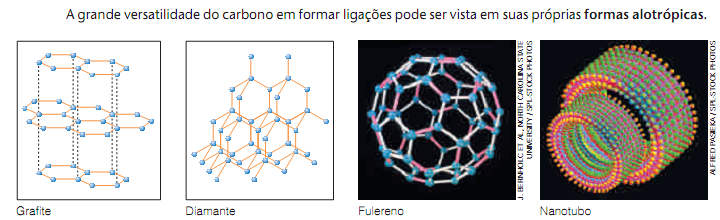 A grande versatilidade do carbono em formar ligações pode ser vista em suas próprias formas alotrópicas.
Grafite
Diamante
Fulereno
J. BERNHOLC ET AL, NORTH CAROLINA STATE
UNIVERSITY / SPL STOCK PHOTOS
Nanotubo
ALFRED PASIEKA / SPL STOCK PHOTOS